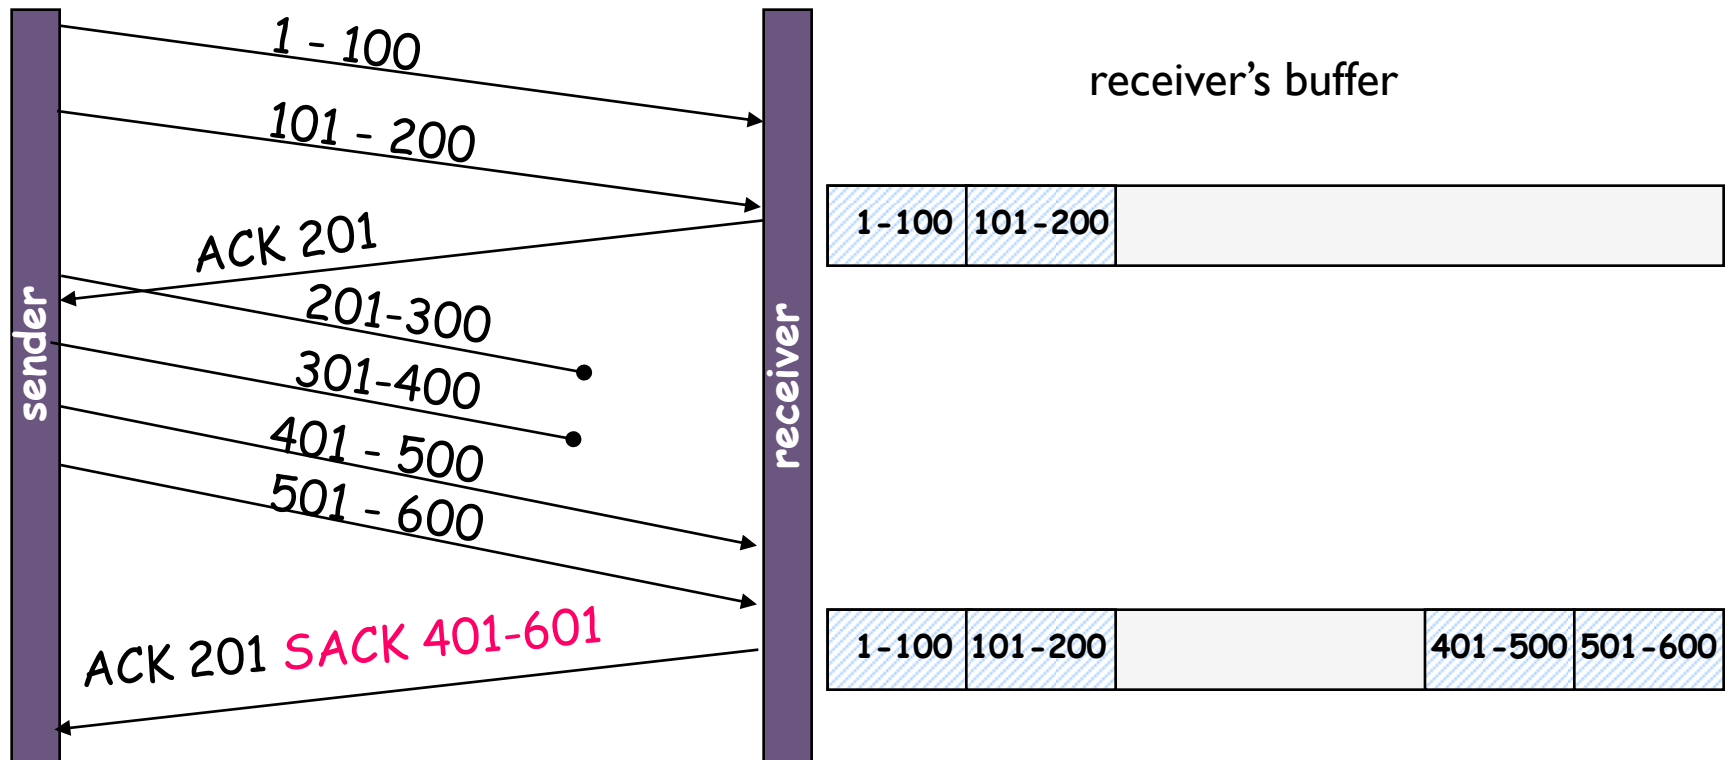 1 - 100
101 - 200
ACK 201
201-300
301-400
401 - 500
501 - 600
ACK 201 SACK 401-601
sender
receiver
receiver's buffer
1-100 101-200
1-100 101-200 401-500 501-600